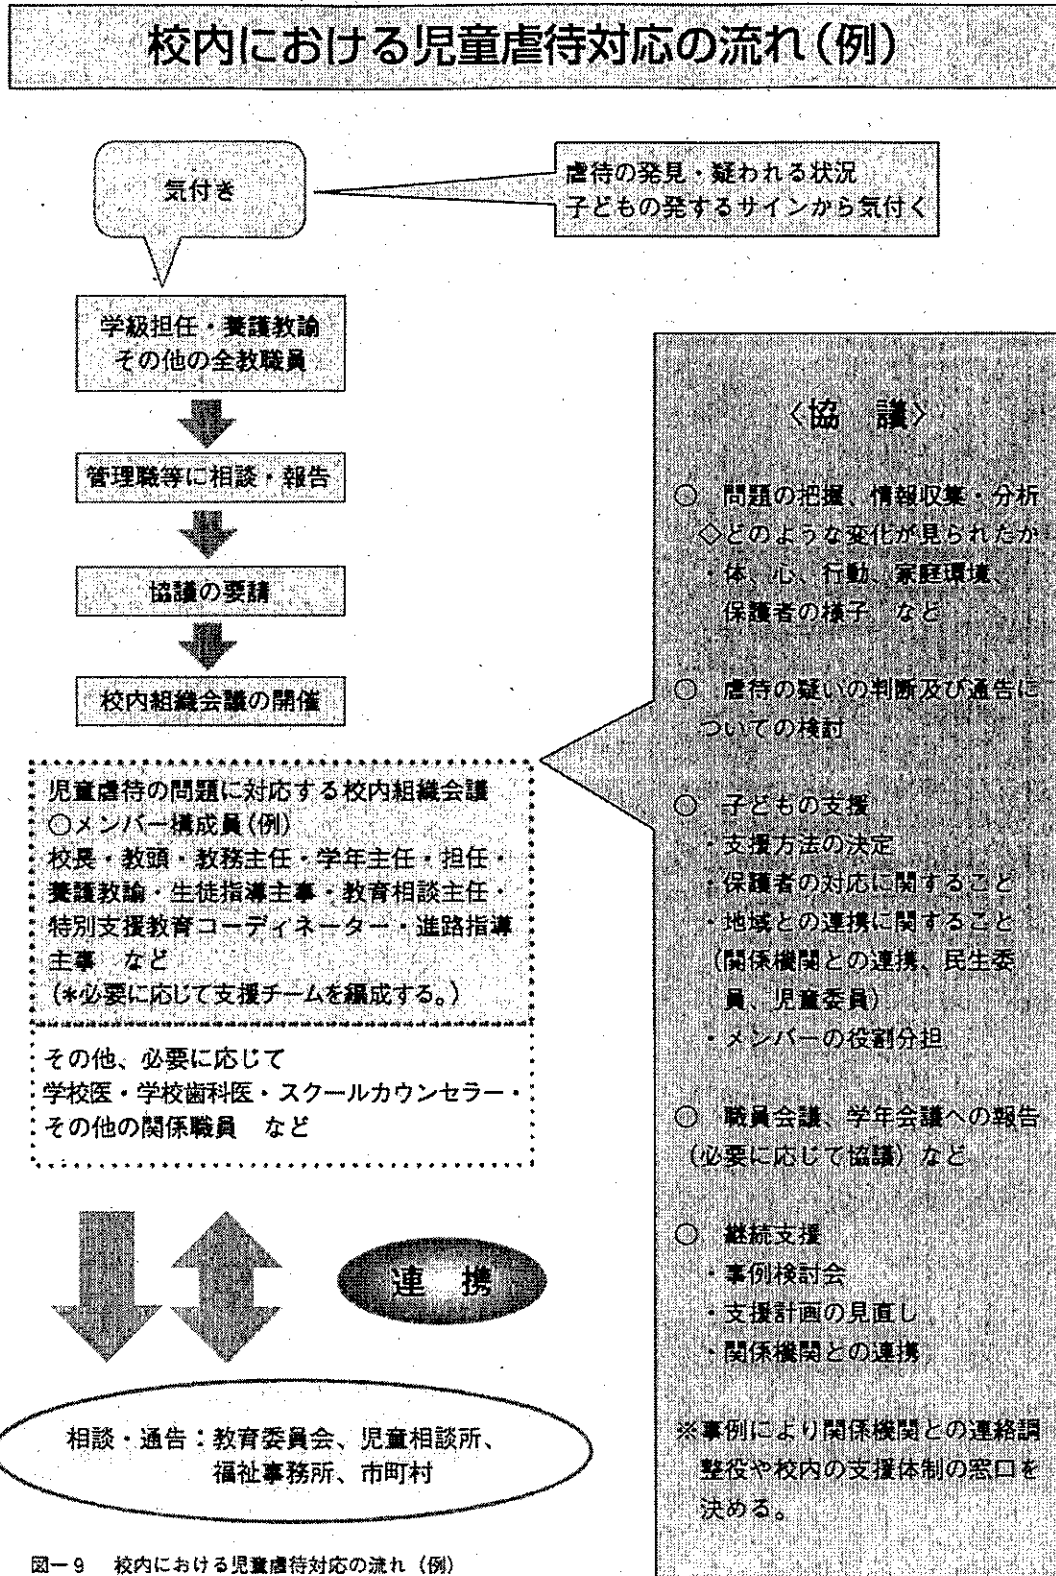 校内における児童虐待対応の流れ(例)
気付き
虐待の発見・疑われる状況
子どもの発するサインから気付く
学級担任・養護教諭
その他の全教職員
管理職等に相談・報告
協議の要請
校内組織会議の開催
児童虐待の問題に対応する校内組織会議
○メンバー構成員(例)
校長・教頭・教務主任・学年主任・担任・
養護教諭・生徒指導主事・教育相談主任・
特別支援教育コーディネーター・進路指導
主事 など
(*必要に応じて支援チームを編成する。)
その他、必要に応じて
学校医・学校歯科医・スクールカウンセラー・
その他の関係職員 など
連 携
相談・通告:教育委員会、児童相談所、
福祉事務所、市町村
〈協 議〉
○ 問題の把握、情報収集・分析
◇どのような変化が見られたか
・体、心、行動、家庭環境、
保護者の様子 など
○ 虐待の疑いの判断及び通告に
ついての検討
○ 子どもの支援
・支援方法の決定
・保護者の対応に関すること
・地域との連携に関すること
(関係機関との連携、民生委
員、児童委員)
・メンバーの役割分担
○ 職員会議、学年会議への報告
(必要に応じて協議)など
○ 継続支援
・事例検討会
・支援計画の見直し
・関係機関との連携
※事例により関係機関との連絡調
整役や校内の支援体制の窓口を
決める。
図-9 校内における児童虐待対応の流れ(例)